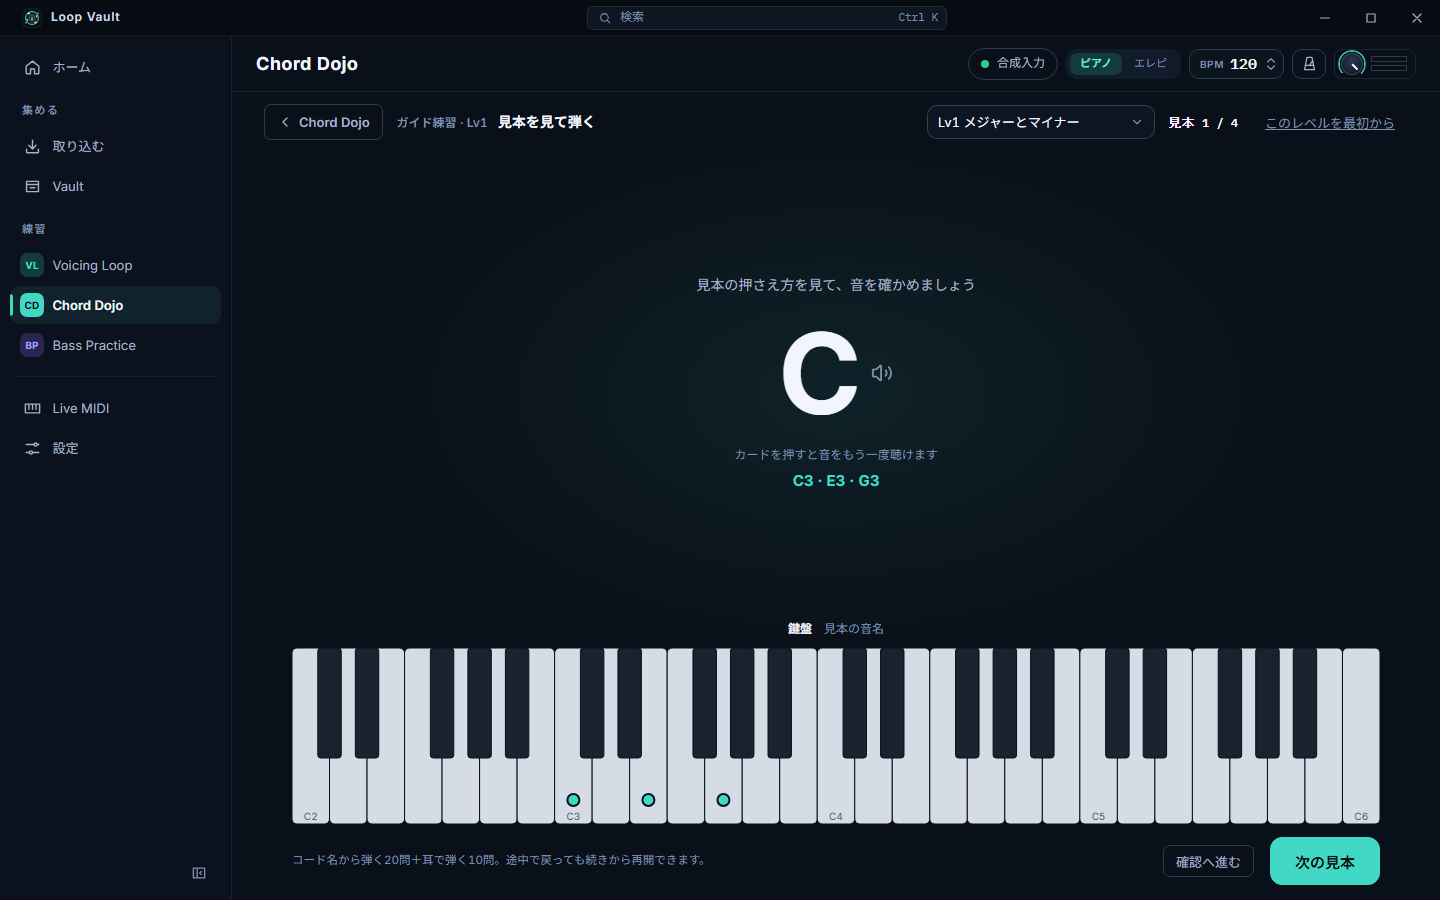 Loop Vault
検索
Ctrl K
ホーム
集める
取り込む
Vault
練習
VL Voicing Loop
CD Chord Dojo
BP Bass Practice
Live MIDI
設定
Chord Dojo
合成入力
ピアノ
エレピ
BPM 120
Chord Dojo
ガイド練習 · Lv1 見本を見て弾く
Lv1 メジャーとマイナー
見本 1 / 4
このレベルを最初から
見本の押さえ方を見て、音を確かめましょう
C
カードを押すと音をもう一度聴けます
C3 · E3 · G3
鍵盤 見本の音名
C2 C3 C4 C5 C6
コード名から弾く20問＋耳で弾く10問。途中で戻っても続きから再開できます。
確認へ進む
次の見本